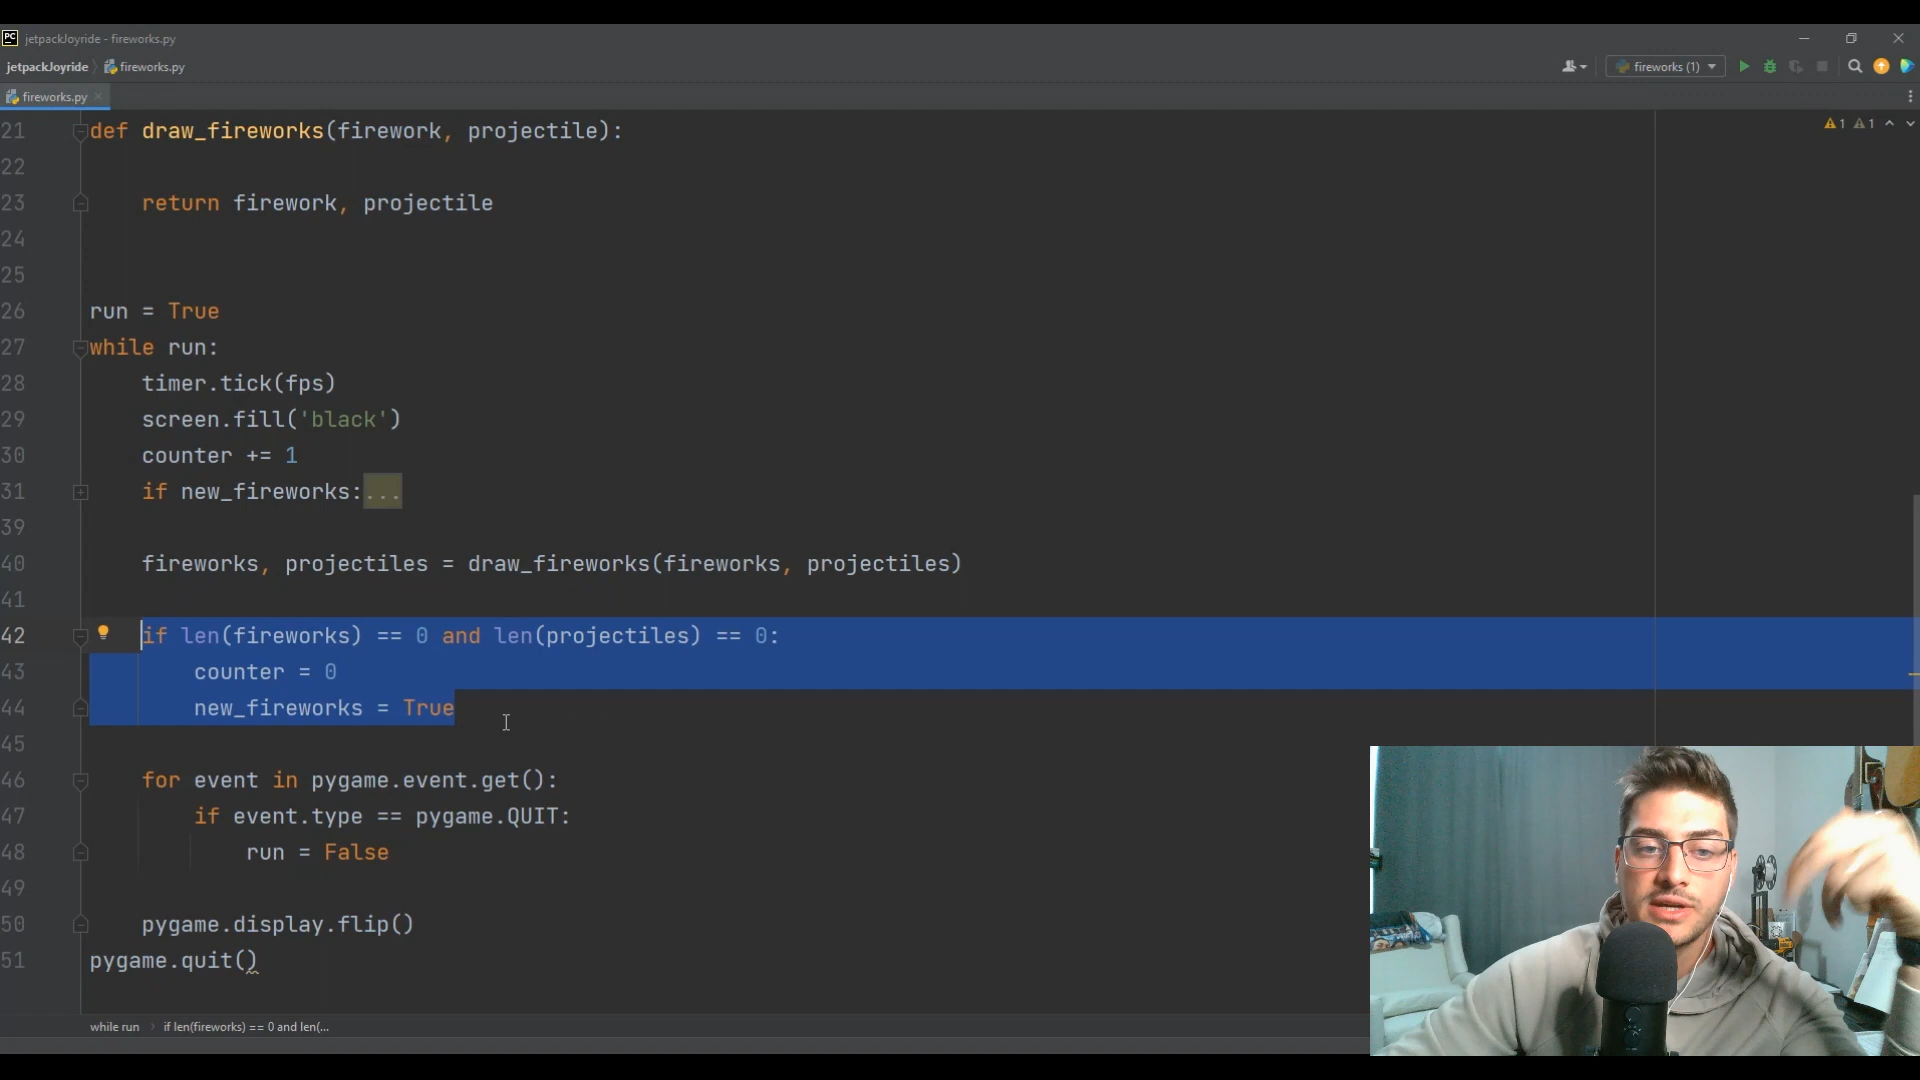 PC jetpackJoyride - fireworks.py
jetpackJoyride fireworks.py fireworks (1)
fireworks.py
1 1
21 def draw_fireworks(firework, projectile):
22
23     return firework, projectile
24
25
26 run = True
27 while run:
28     timer.tick(fps)
29     screen.fill('black')
30     counter += 1
31     if new_fireworks:...
39
40     fireworks, projectiles = draw_fireworks(fireworks, projectiles)
41
42     if len(fireworks) == 0 and len(projectiles) == 0:
43         counter = 0
44         new_fireworks = True
45
46     for event in pygame.event.get():
47         if event.type == pygame.QUIT:
48             run = False
49
50     pygame.display.flip()
51 pygame.quit()
while run if len(fireworks) == 0 and len(...